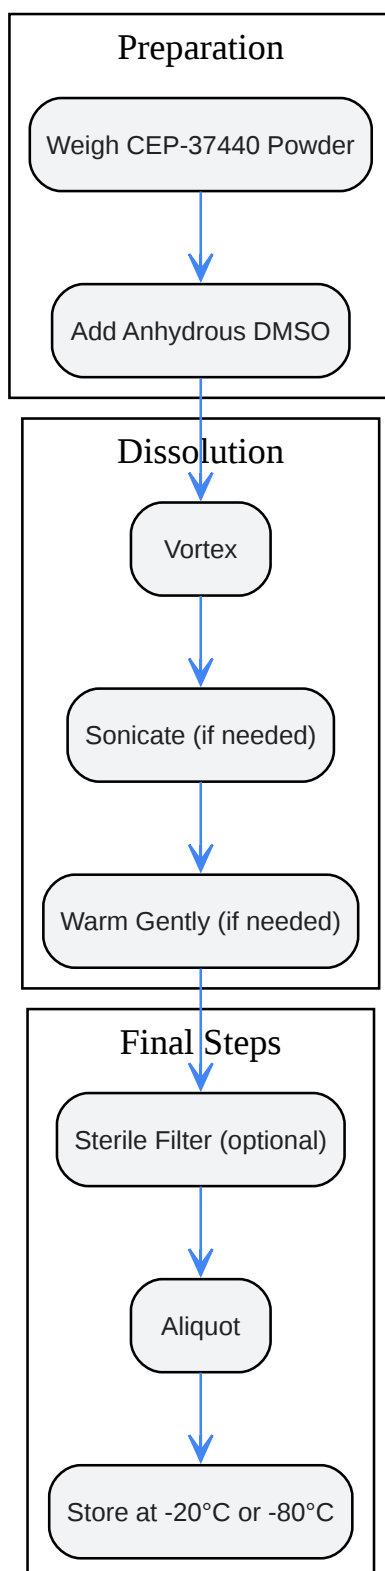 Preparation
Weigh CEP-37440 Powder
Add Anhydrous DMSO
Dissolution
Vortex
Sonicate (if needed)
Warm Gently (if needed)
Final Steps
Sterile Filter (optional)
Aliquot
Store at -20°C or -80°C